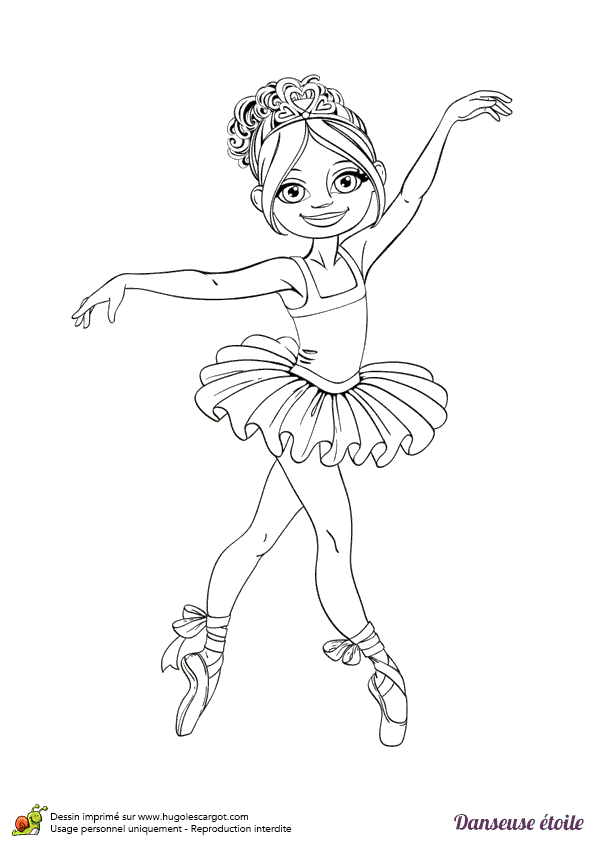 Dessin imprimé sur www.hugolescargot.com
Usage personnel uniquement - Reproduction interdite
Danseuse étoile